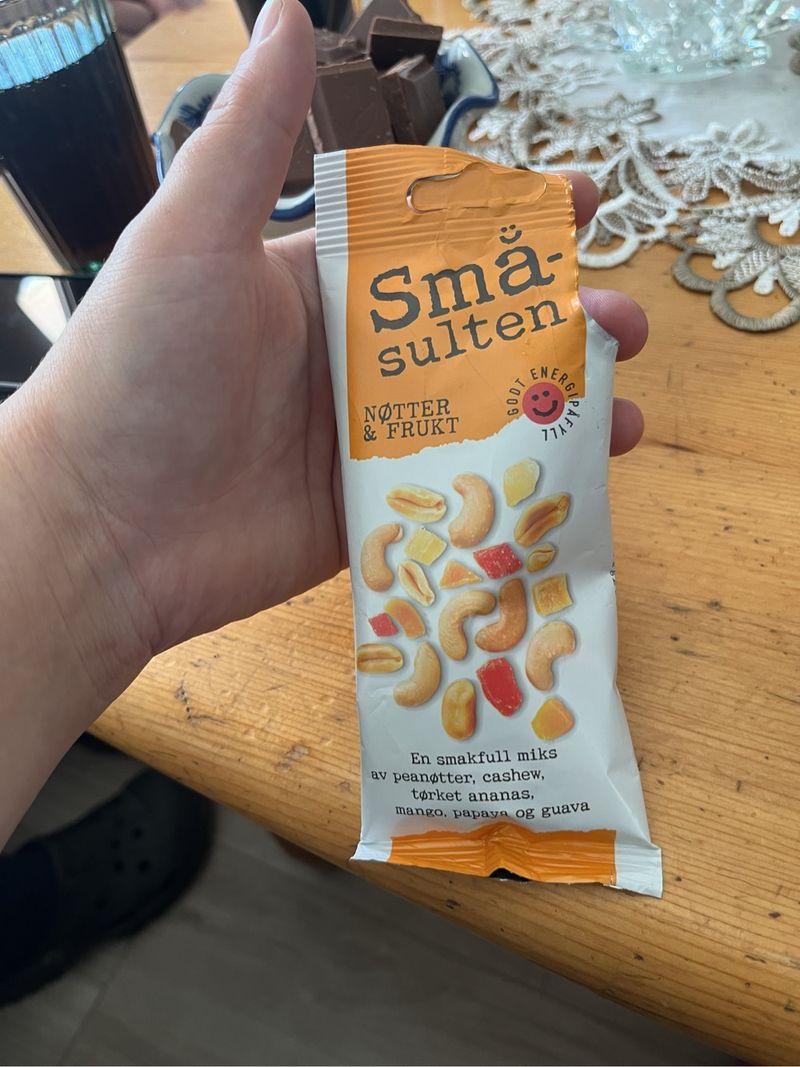 Små-
sulten
NØTTER
& FRUKT
GODT ENERGIPÅFYLL
En smakfull miks
av peanøtter, cashew,
tørket ananas,
mango, papaya og guava